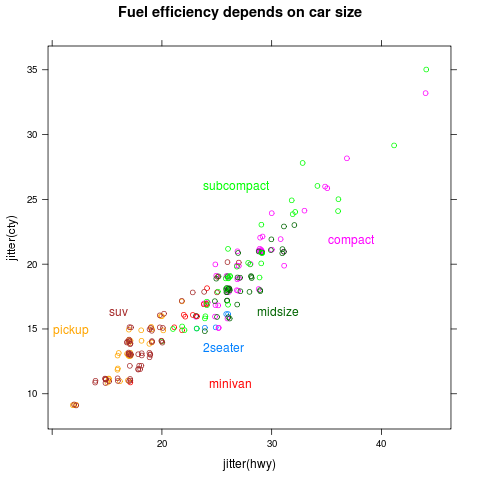 Fuel efficiency depends on car size
35
30
25
20
15
10
jitter(cty)
subcompact
compact
suv
midsize
pickup
2seater
minivan
20
30
40
jitter(hwy)